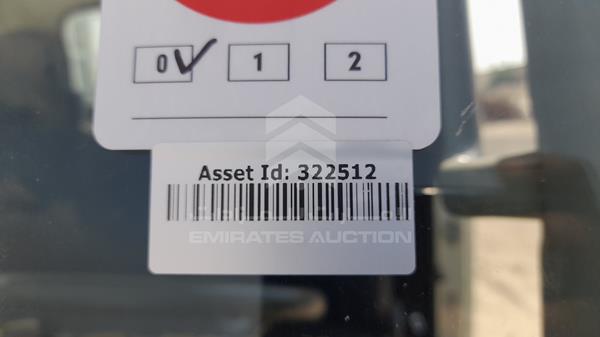 0 1 2
Asset Id: 322512
EMIRATES AUCTION